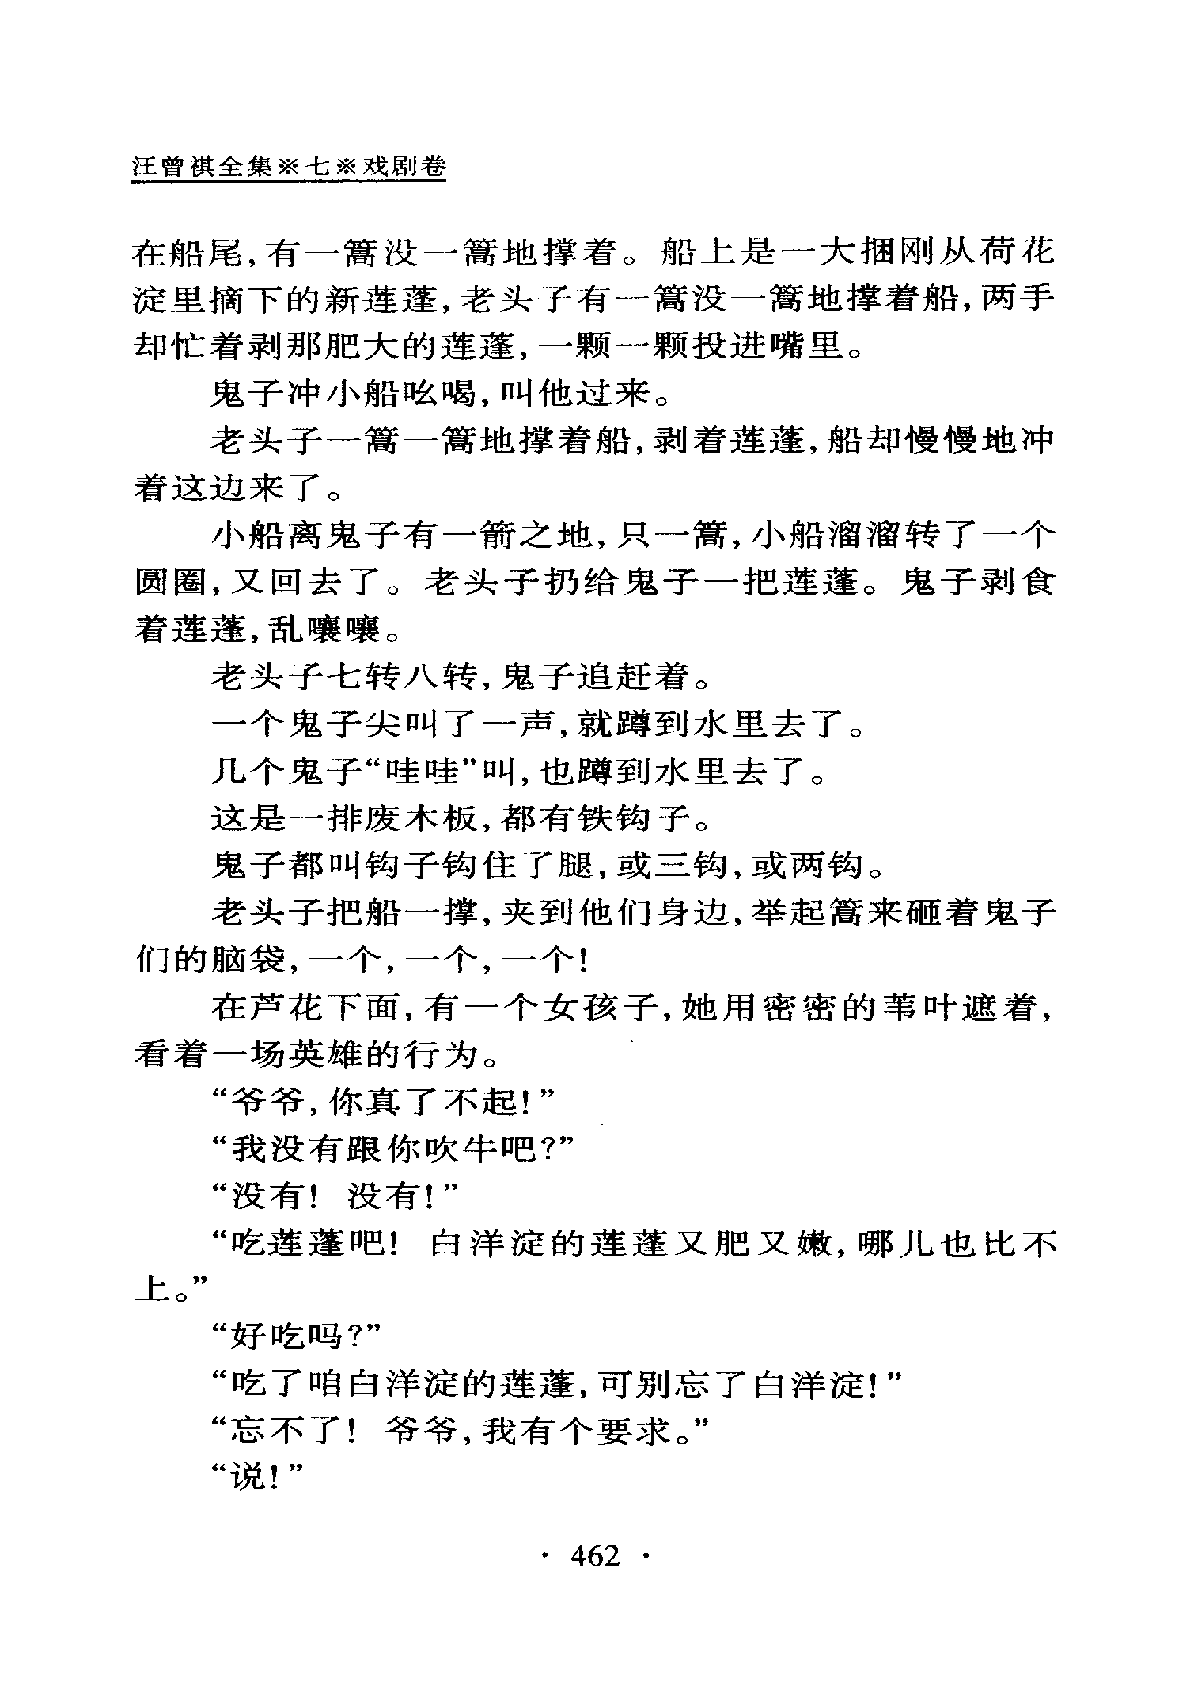 汪曾祺全集※七※戏剧卷
在船尾,有一篙没一篙地撑着。船上是一大捆刚从荷花
淀里摘下的新莲蓬,老头子有一篙没一篙地撑着船,两手
却忙着剥那肥大的莲蓬,一颗一颗投进嘴里。
鬼子冲小船吆喝,叫他过来。
老头子一篙一篙地撑着船,剥着莲蓬,船却慢慢地冲
着这边来了。
小船离鬼子有一箭之地,只一篙,小船溜溜转了一个
圆圈,又回去了。老头子扔给鬼子一把莲蓬。鬼子剥食
着莲蓬,乱嚷嚷。
老头子七转八转,鬼子追赶着。
一个鬼子尖叫了一声,就蹲到水里去了。
几个鬼子“哇哇”叫,也蹲到水里去了。
这是一排废木板,都有铁钩子。
鬼子都叫钩子钩住了腿,或三钩,或两钩。
老头子把船一撑,夹到他们身边,举起篙来砸着鬼子
们的脑袋,一个,一个,一个!
在芦花下面,有一个女孩子,她用密密的苇叶遮着,
看着一场英雄的行为。
“爷爷,你真了不起!”
“我没有跟你吹牛吧?”
“没有! 没有!”
“吃莲蓬吧! 白洋淀的莲蓬又肥又嫩,哪儿也比不
上。”
“好吃吗?”
“吃了咱白洋淀的莲蓬,可别忘了白洋淀!”
“忘不了! 爷爷,我有个要求。”
“说!”
· 462 ·